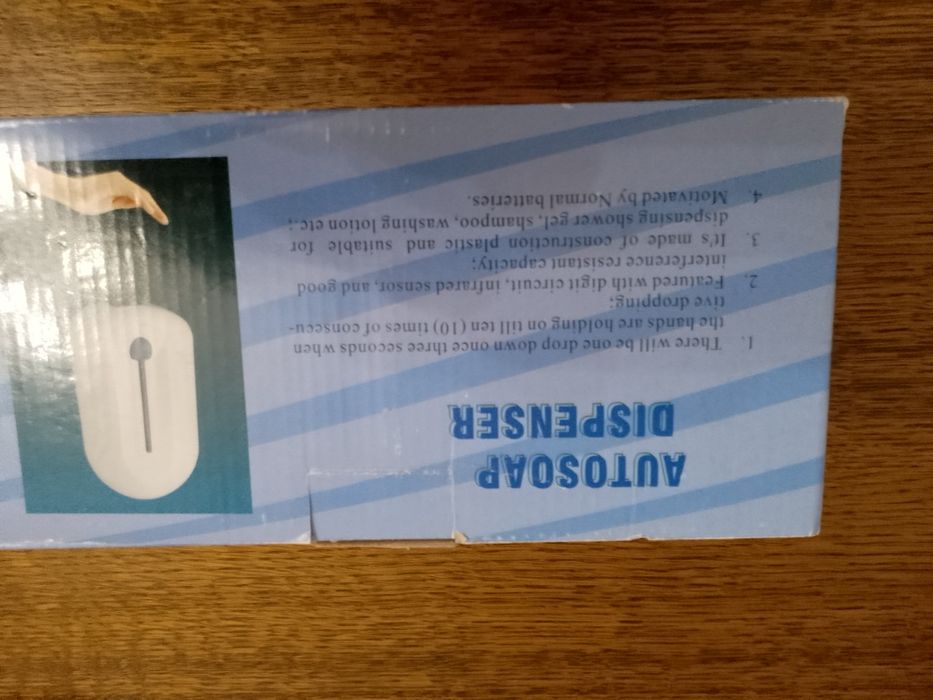 AUTOSOAP
DISPENSER
1. There will be one drop down once three seconds when
the hands are holding on till ten (10) times of consecu-
tive dropping;
2. Featured with digit circuit, infrared sensor, and good
interference resistant capacity;
3. It's made of construction plastic and suitable for
dispensing shower gel, shampoo, washing lotion etc.;
4. Motivated by Normal batteries.